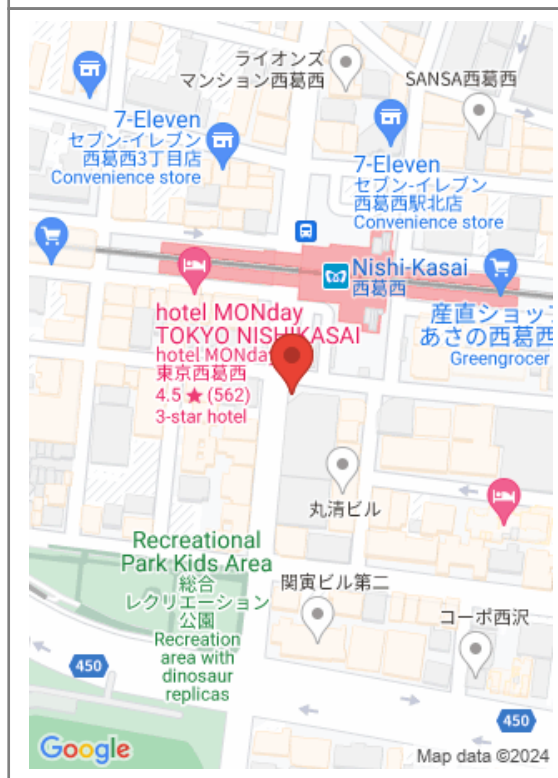 ライオンズ
マンション西葛西
SANSA西葛西
7-Eleven
セブン-イレブン
西葛西3丁目店
Convenience store
7-Eleven
セブン-イレブン
西葛西駅北店
Convenience store
Nishi-Kasai
西葛西
hotel MONday
TOKYO NISHIKASAI
hotel MONday
東京西葛西
4.5 ★ (562)
3-star hotel
産直ショップ
あさの西葛西
Greengrocer
丸清ビル
Recreational
Park Kids Area
総合
レクリエーション
公園
Recreation
area with
dinosaur
replicas
関寅ビル第二
コーポ西沢
450
450
Google
Map data ©2024